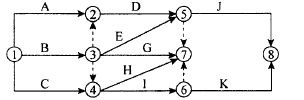 A D J
② ⑤
E
① B ③ G ⑦ ⑧
H
C ④ I ⑥ K